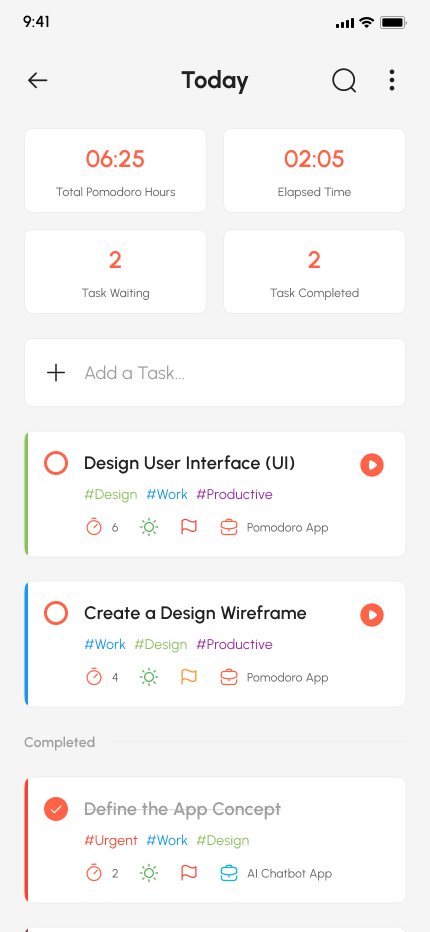 9:41
Today
06:25
Total Pomodoro Hours
02:05
Elapsed Time
2
Task Waiting
2
Task Completed
Add a Task...
Design User Interface (UI)
#Design #Work #Productive
6 Pomodoro App
Create a Design Wireframe
#Work #Design #Productive
4 Pomodoro App
Completed
Define the App Concept
#Urgent #Work #Design
2 AI Chatbot App